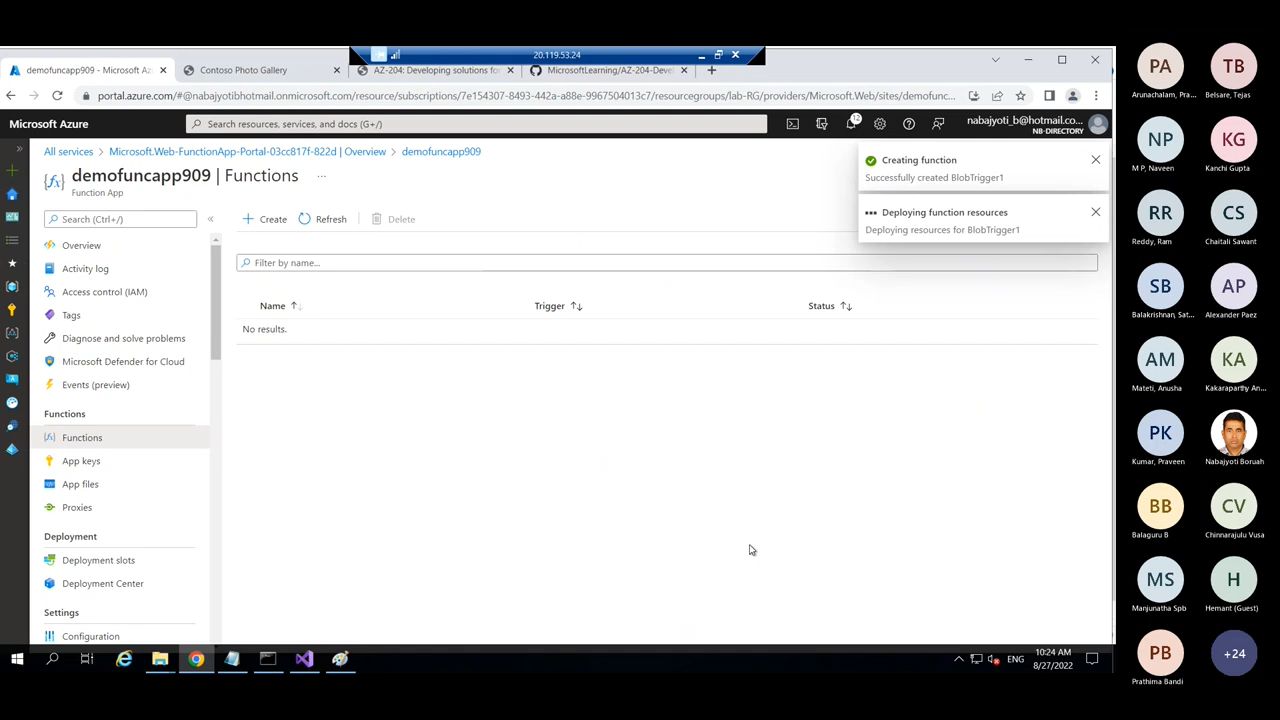 20.119.53.24
demofuncapp909 - Microsoft Az
Contoso Photo Gallery
AZ-204: Developing solutions fo
MicrosoftLearning/AZ-204-Deve
portal.azure.com/#@nabajyotibhotmail.onmicrosoft.com/resource/subscriptions/7e154307-8493-442a-a88e-9967504013c7/resourcegroups/lab-RG/providers/Microsoft.Web/sites/demofunc...
Microsoft Azure
Search resources, services, and docs (G+/)
12
nabajyoti_b@hotmail.co...
NB-DIRECTORY
All services
Microsoft.Web-FunctionApp-Portal-03cc817f-822d | Overview
demofuncapp909
demofuncapp909 | Functions
...
Function App
Creating function
Successfully created BlobTrigger1
Deploying function resources
Deploying resources for BlobTrigger1
Search (Ctrl+/)
Create
Refresh
Delete
Filter by name...
Name
Trigger
Status
No results.
Overview
Activity log
Access control (IAM)
Tags
Diagnose and solve problems
Microsoft Defender for Cloud
Events (preview)
Functions
Functions
App keys
App files
Proxies
Deployment
Deployment slots
Deployment Center
Settings
Configuration
ENG
10:24 AM
8/27/2022
PA
Arunachalam, Pra...
TB
Belsare, Tejas
NP
M P, Naveen
KG
Kanchi Gupta
RR
Reddy, Ram
CS
Chaitali Sawant
SB
Balakrishnan, Sat...
AP
Alexander Paez
AM
Mateti, Anusha
KA
Kakaraparthy An...
PK
Kumar, Praveen
Nabajyoti Boruah
BB
Balaguru B
CV
Chinnarajulu Vusa
MS
Manjunatha Spb
H
Hemant (Guest)
PB
Prathima Bandi
+24